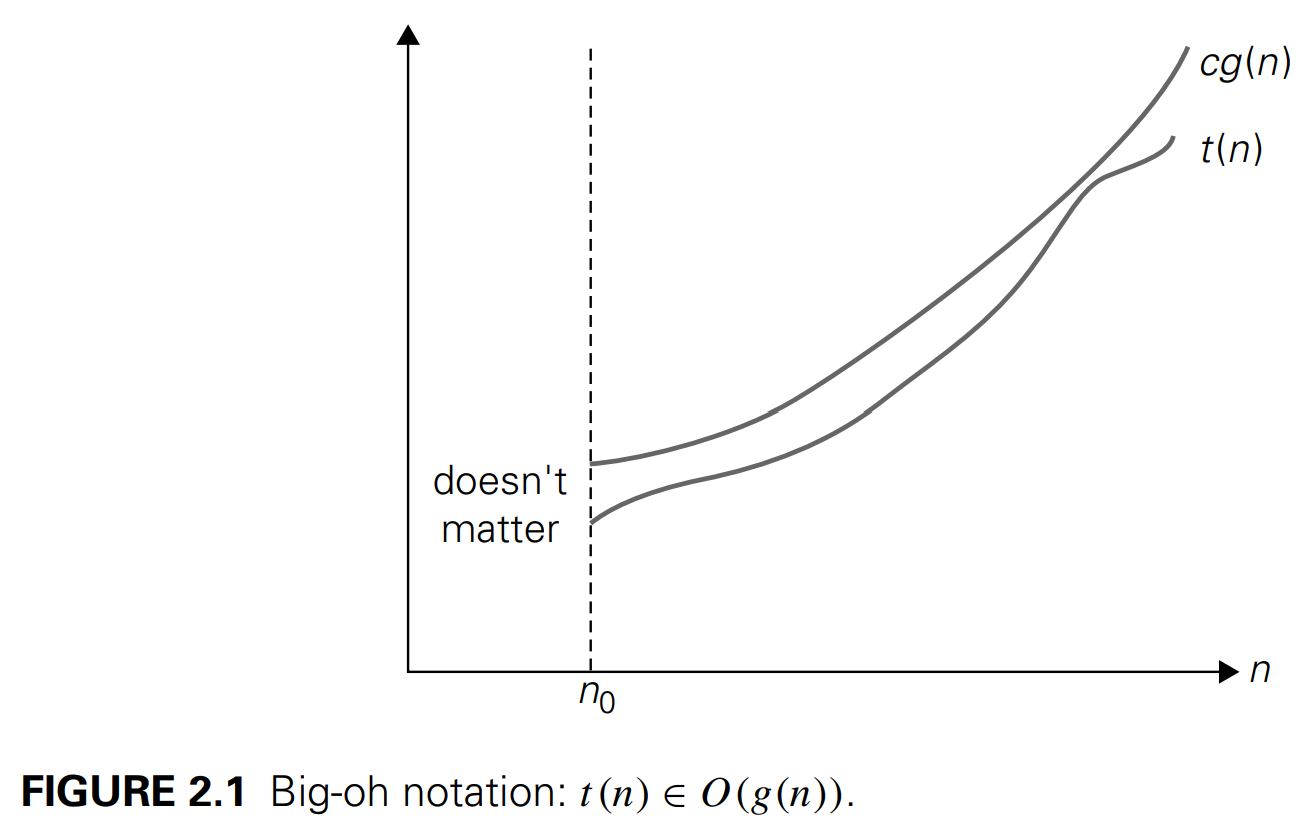 cg(n)
t(n)
doesn't
matter
n
n₀
FIGURE 2.1 Big-oh notation: t(n) ∈ O(g(n)).